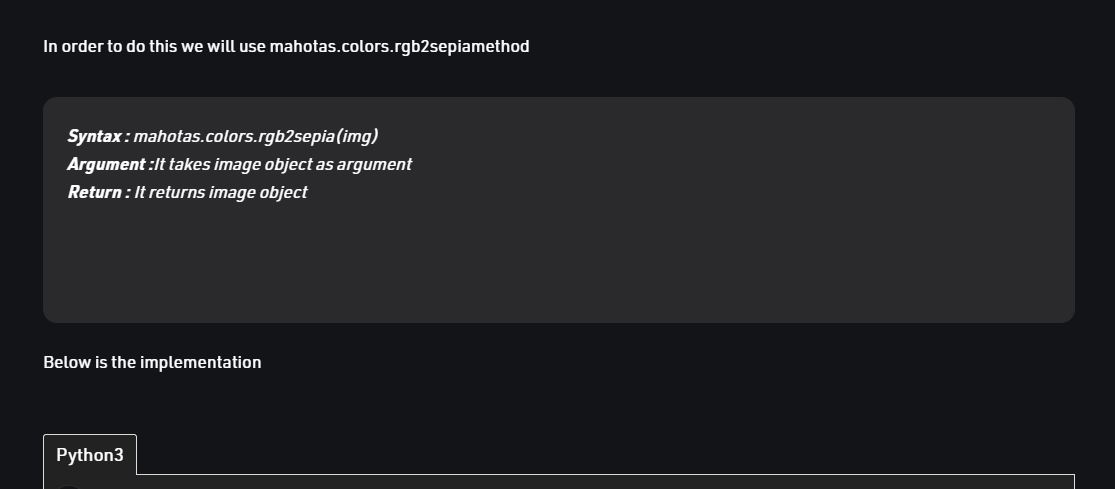 In order to do this we will use mahotas.colors.rgb2sepiamethod
Syntax : mahotas.colors.rgb2sepia(img)
Argument :It takes image object as argument
Return : It returns image object
Below is the implementation
Python3